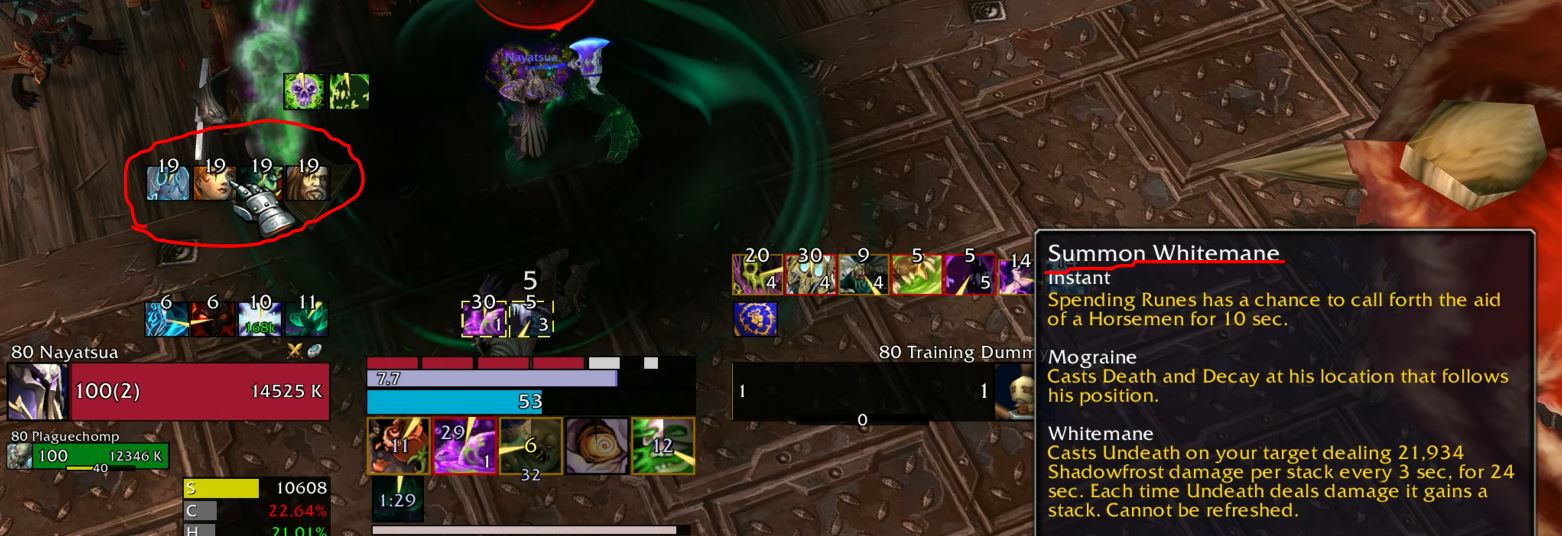 Nayatsua
19 19 19 19
20 30 9 5 5 14
4 4 4 5
5
6 6 10 11
168k
30 5
1 3
80 Nayatsua
100(2) 14525 K
80 Plaguechomp
100 12346 K
40
S 10608
C 22.64%
H 21.01%
7.7
53
11 29 6 12
1
32
1:29
80 Training Dumm
1 1
0
Summon Whitemane
Instant
Spending Runes has a chance to call forth the aid
of a Horsemen for 10 sec.
Mograine
Casts Death and Decay at his location that follows
his position.
Whitemane
Casts Undeath on your target dealing 21,934
Shadowfrost damage per stack every 3 sec, for 24
sec. Each time Undeath deals damage it gains a
stack. Cannot be refreshed.